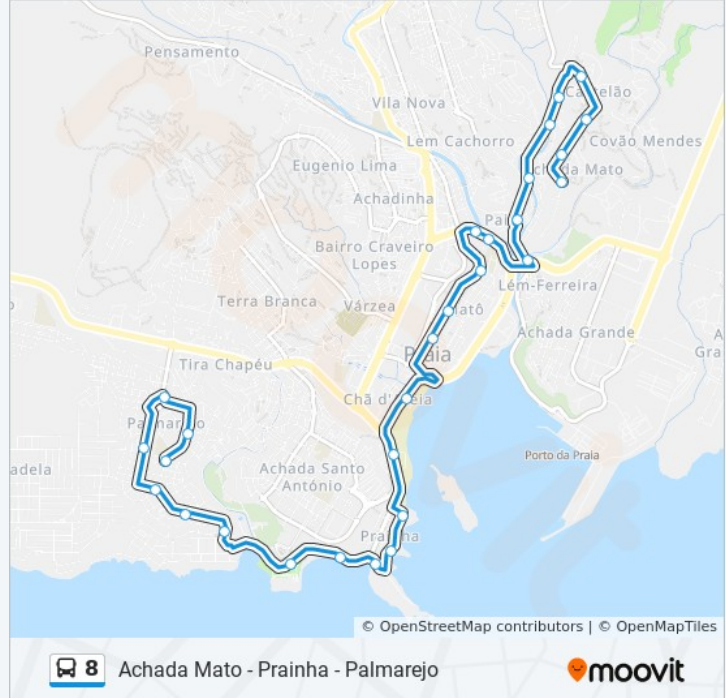 Pensamento
Castelão
Vila Nova
Lem Cachorro
Covão Mendes
Eugenio Lima
Achada Mato
Achadinha
Bairro Craveiro
Lopes
Lém-Ferreira
Terra Branca
Várzea
Achada Grande
Praia
Tira Chapéu
Chã d'Areia
Palmarejo
Porto da Praia
Achada Santo
António
Prainha
© OpenStreetMap contributors | © OpenMapTiles
8 Achada Mato - Prainha - Palmarejo
moovit